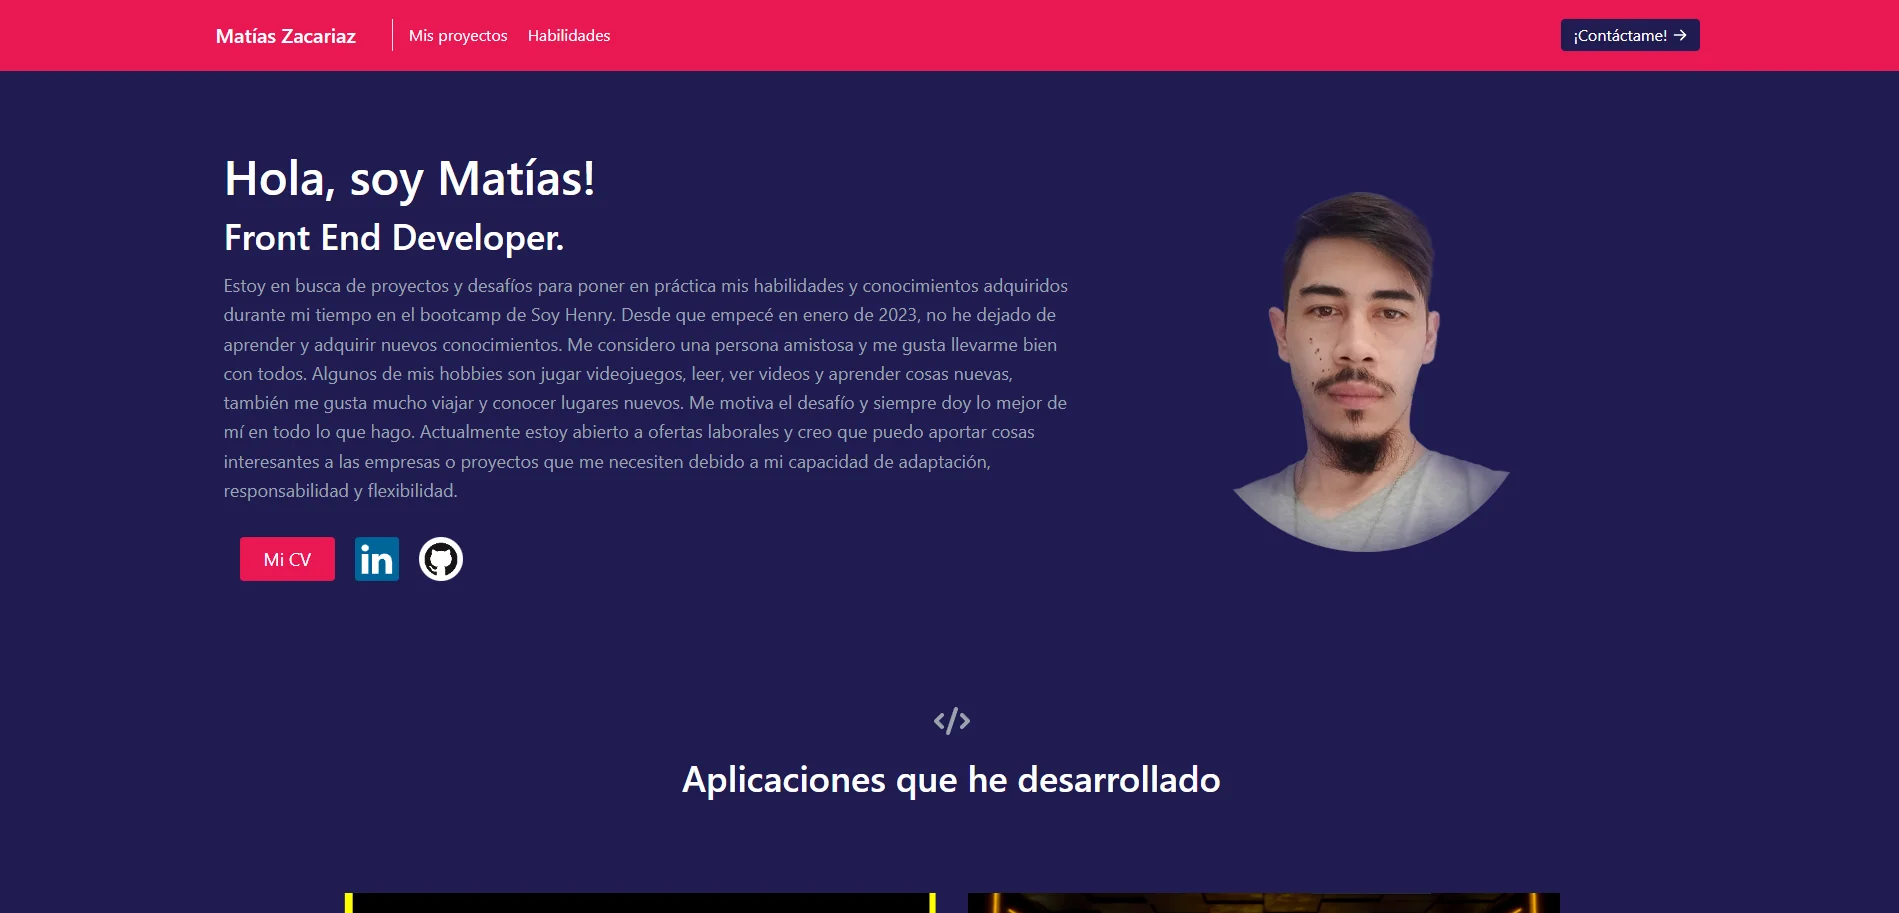 Matías Zacariaz
Mis proyectos
Habilidades
¡Contáctame! →
Hola, soy Matías!
Front End Developer.
Estoy en busca de proyectos y desafíos para poner en práctica mis habilidades y conocimientos adquiridos
durante mi tiempo en el bootcamp de Soy Henry. Desde que empecé en enero de 2023, no he dejado de
aprender y adquirir nuevos conocimientos. Me considero una persona amistosa y me gusta llevarme bien
con todos. Algunos de mis hobbies son jugar videojuegos, leer, ver videos y aprender cosas nuevas,
también me gusta mucho viajar y conocer lugares nuevos. Me motiva el desafío y siempre doy lo mejor de
mí en todo lo que hago. Actualmente estoy abierto a ofertas laborales y creo que puedo aportar cosas
interesantes a las empresas o proyectos que me necesiten debido a mi capacidad de adaptación,
responsabilidad y flexibilidad.
Mi CV
in
</>
Aplicaciones que he desarrollado